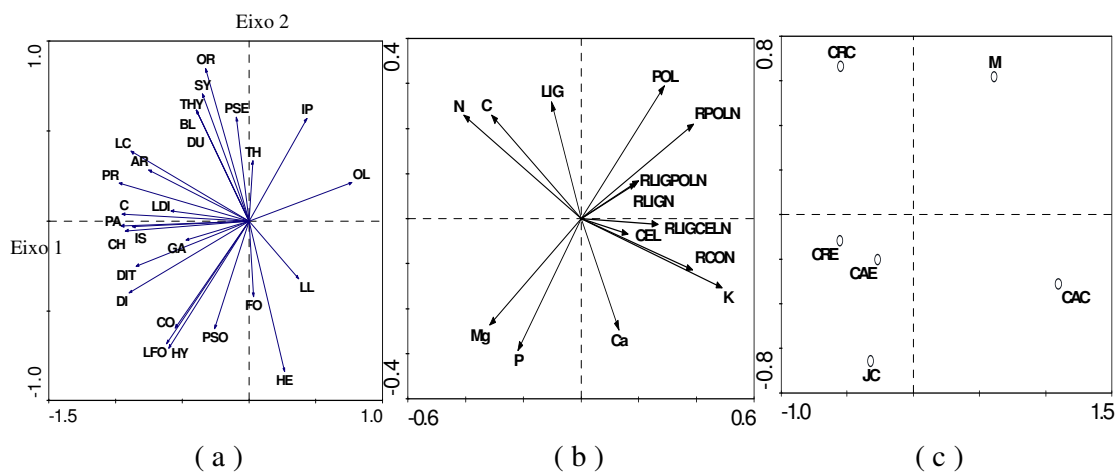 Eixo 2
1.0
OR
SY
THY
PSE
IP
BL
DU
LC
TH
AR
PR
OL
C
LDI
PA
Eixo 1
CH
IS
GA
DIT
LL
DI
FO
CO
PSO
LFO
HY
HE
-1.0
-1.5
1.0
( a )
0.4
POL
LIG
N
C
RPOLN
RLIGPOLN
RLIGN
RLIGCELN
CEL
RCON
K
Mg
Ca
P
-0.4
-0.6
0.6
( b )
0.8
CRC
M
CRE
CAE
CAC
JC
-0.8
-1.0
1.5
( c )